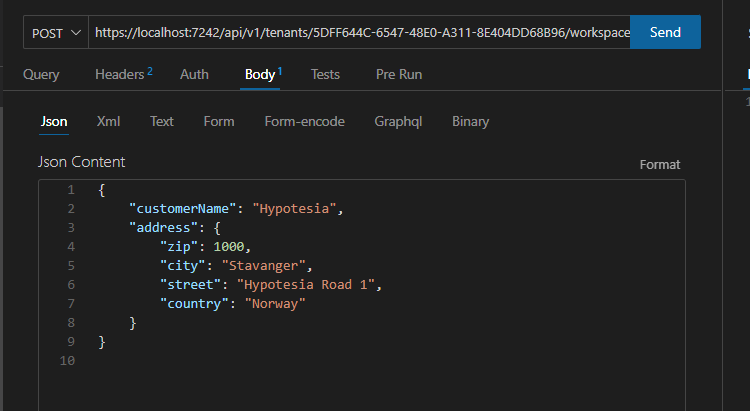 POST https://localhost:7242/api/v1/tenants/5DFF644C-6547-48E0-A311-8E404DD68B96/workspace Send
Query Headers 2 Auth Body 1 Tests Pre Run
Json Xml Text Form Form-encode Graphql Binary
Json Content
Format
1 {
2 "customerName": "Hypotesia",
3 "address": {
4 "zip": 1000,
5 "city": "Stavanger",
6 "street": "Hypotesia Road 1",
7 "country": "Norway"
8 }
9 }
10